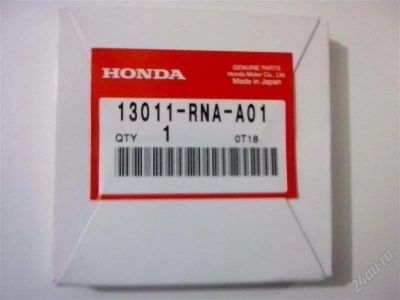 HONDA
GENUINE PARTS
Honda Motor Co., Ltd.
Made in Japan
13011-RNA-A01
QTY 1 0T18
24au.ru